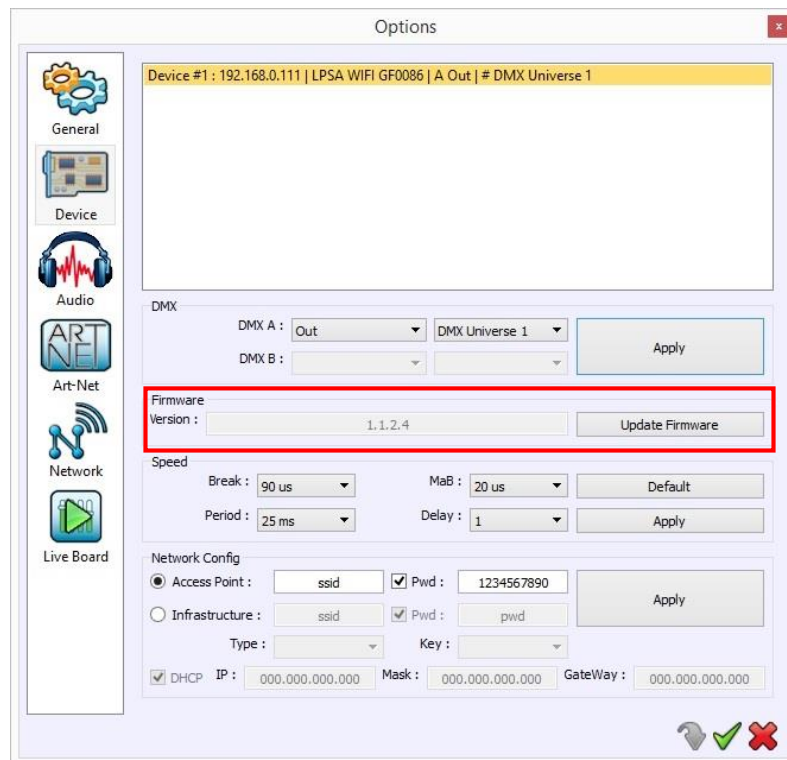 Options
x
General
Device
Audio
ART
NET
Art-Net
Network
Live Board
Device #1 : 192.168.0.111 | LPSA WIFI GF0086 | A Out | # DMX Universe 1
DMX
DMX A : Out DMX Universe 1 Apply
DMX B :
Firmware
Version : 1.1.2.4 Update Firmware
Speed
Break : 90 us MaB : 20 us Default
Period : 25 ms Delay : 1 Apply
Network Config
Access Point : ssid Pwd : 1234567890 Apply
Infrastructure : ssid Pwd : pwd
Type : Key :
DHCP IP : 000.000.000.000 Mask : 000.000.000.000 GateWay : 000.000.000.000